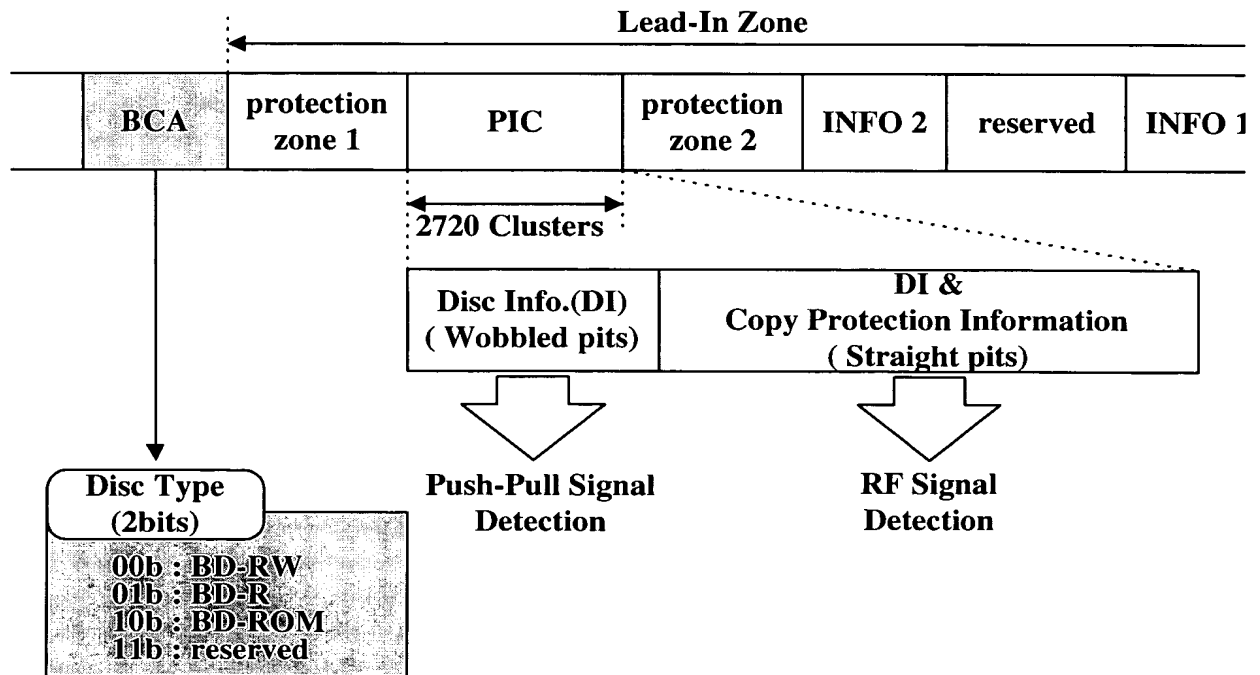 Lead-In Zone
BCA
protection
zone 1
PIC
protection
zone 2
INFO 2
reserved
INFO 1
2720 Clusters
Disc Info.(DI)
( Wobbled pits)
DI &
Copy Protection Information
( Straight pits)
Push-Pull Signal
Detection
RF Signal
Detection
Disc Type
(2bits)
00b : BD-RW
01b : BD-R
10b : BD-ROM
11b : reserved